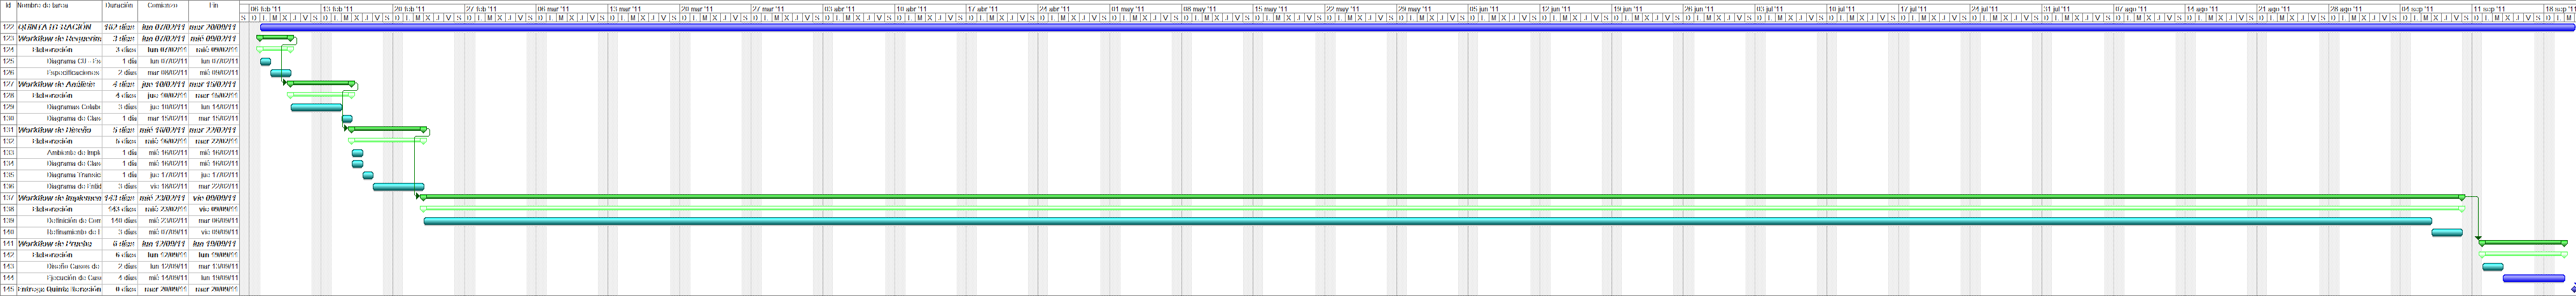 Id Nombre de tarea Duración Comienzo Fin 06 feb '11 13 feb '11 20 feb '11 27 feb '11 06 mar '11 13 mar '11 20 mar '11 27 mar '11 03 abr '11 10 abr '11 17 abr '11 24 abr '11 01 may '11 08 may '11 15 may '11 22 may '11 29 may '11 05 jun '11 12 jun '11 19 jun '11 26 jun '11 03 jul '11 10 jul '11 17 jul '11 24 jul '11 31 jul '11 07 ago '11 14 ago '11 21 ago '11 28 ago '11 04 sep '11 11 sep '11 18 sep '11
122 QUINTA ITERACIÓN 162 días lun 07/02/11 mar 20/09/11
123 Workflow de Requerim 3 días lun 07/02/11 mié 09/02/11
124 Elaboración 3 días lun 07/02/11 mié 09/02/11
125 Diagrama CU - Es 1 día lun 07/02/11 lun 07/02/11
126 Especificaciones 2 días mar 08/02/11 mié 09/02/11
127 Workflow de Análisis 4 días jue 10/02/11 mar 15/02/11
128 Elaboración 4 días jue 10/02/11 mar 15/02/11
129 Diagramas Colab 3 días jue 10/02/11 lun 14/02/11
130 Diagrama de Clas 1 día mar 15/02/11 mar 15/02/11
131 Workflow de Diseño 5 días mié 16/02/11 mar 22/02/11
132 Elaboración 5 días mié 16/02/11 mar 22/02/11
133 Ambiente de Impl 1 día mié 16/02/11 mié 16/02/11
134 Diagrama de Clas 1 día mié 16/02/11 mié 16/02/11
135 Diagrama Transic 1 día jue 17/02/11 jue 17/02/11
136 Diagrama de Entid 3 días vie 18/02/11 mar 22/02/11
137 Workflow de Implemen 143 días mié 23/02/11 vie 09/09/11
138 Elaboración 143 días mié 23/02/11 vie 09/09/11
139 Definición de Com 140 días mié 23/02/11 mar 06/09/11
140 Refinamiento de 3 días mié 07/09/11 vie 09/09/11
141 Workflow de Prueba 6 días lun 12/09/11 lun 19/09/11
142 Elaboración 6 días lun 12/09/11 lun 19/09/11
143 Diseño Casos de 2 días lun 12/09/11 mar 13/09/11
144 Ejecución de Cas 4 días mié 14/09/11 lun 19/09/11
145 Entrega Quinta Iteración 0 días mar 20/09/11 mar 20/09/11